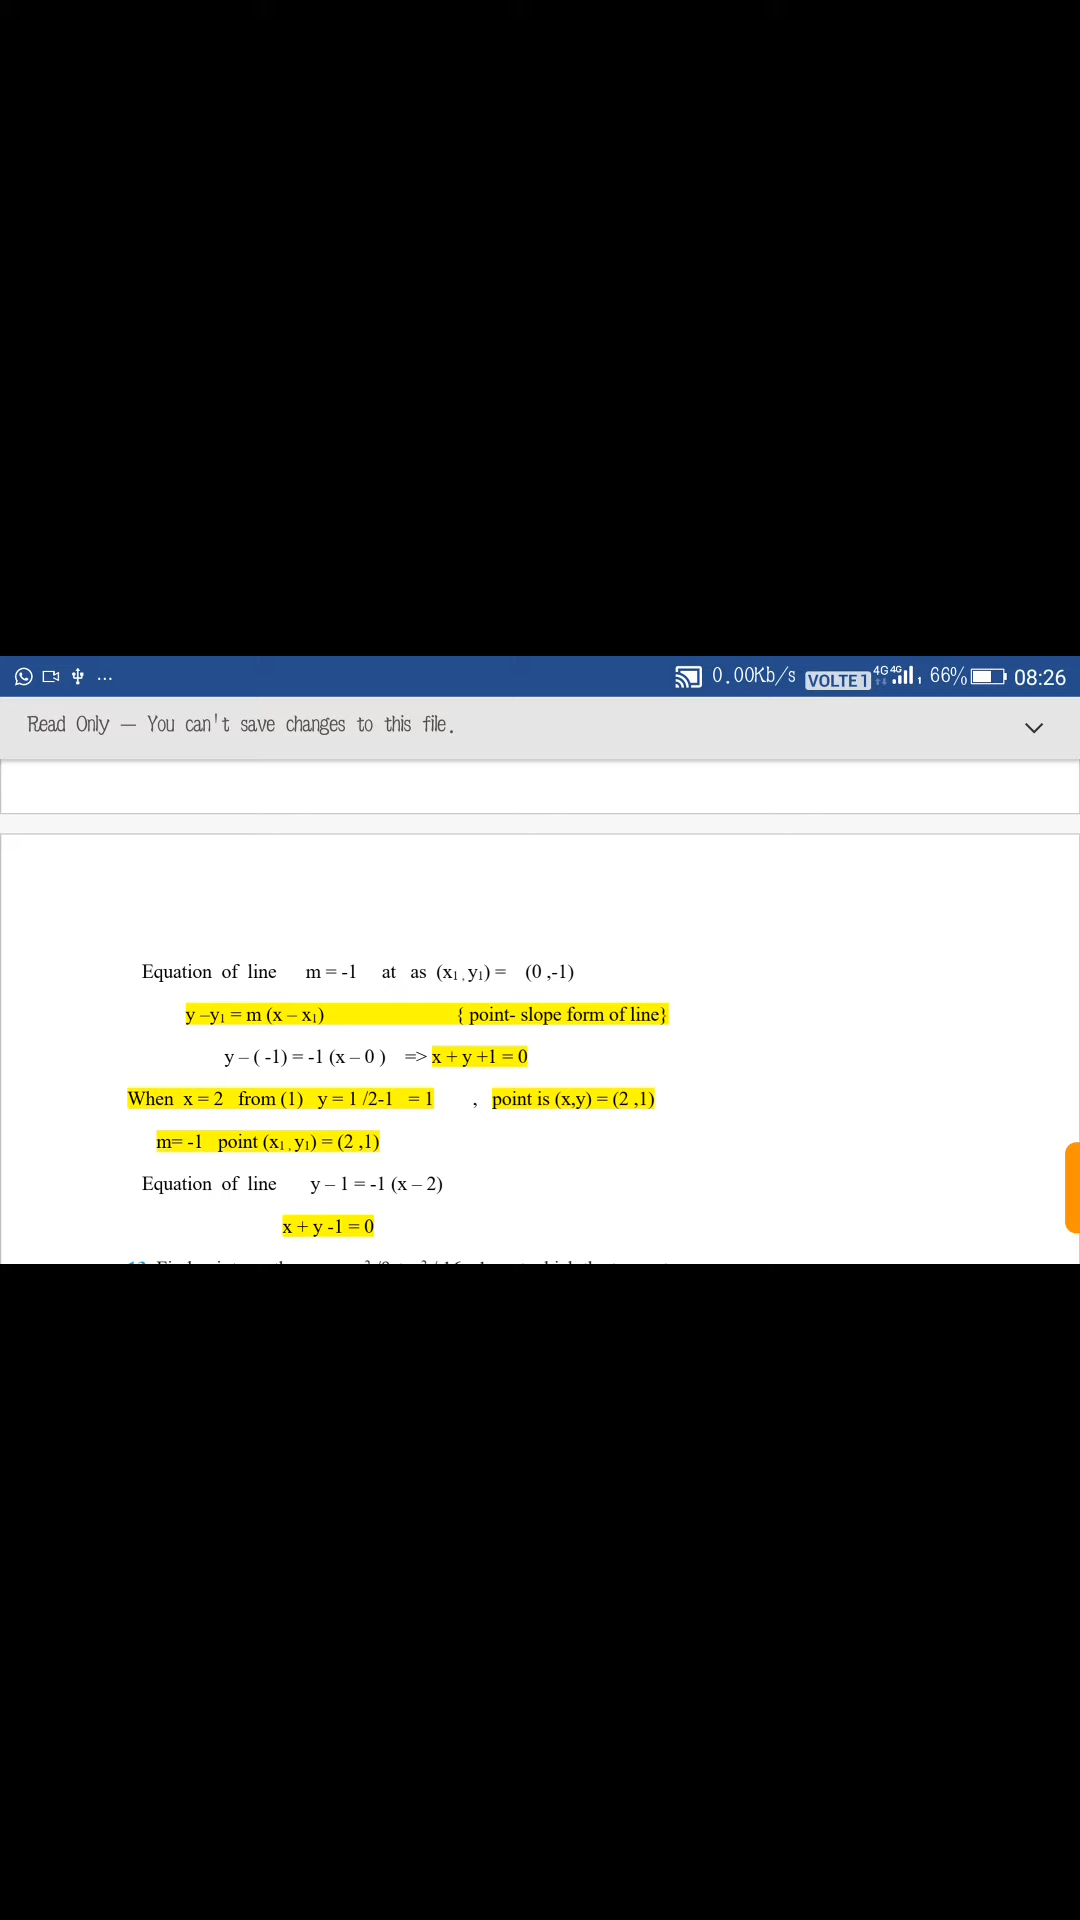 0.00Kb/s VOLTE 1 4G 4G 1 66% 08:26
Read Only — You can't save changes to this file.
Equation of line m = -1 at as (x₁ , y₁) = (0 ,-1)
y –y₁ = m (x – x₁) { point- slope form of line}
y – ( -1) = -1 (x – 0 ) => x + y +1 = 0
When x = 2 from (1) y = 1 /2-1 = 1 , point is (x,y) = (2 ,1)
m= -1 point (x₁ , y₁) = (2 ,1)
Equation of line y – 1 = -1 (x – 2)
x + y -1 = 0